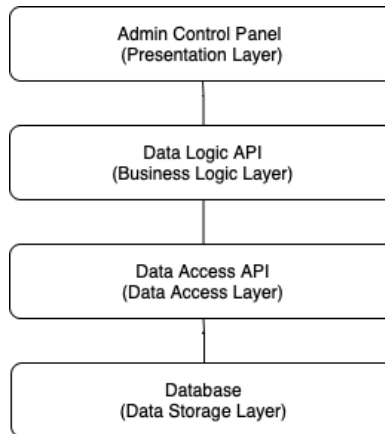 Admin Control Panel
(Presentation Layer)
Data Logic API
(Business Logic Layer)
Data Access API
(Data Access Layer)
Database
(Data Storage Layer)